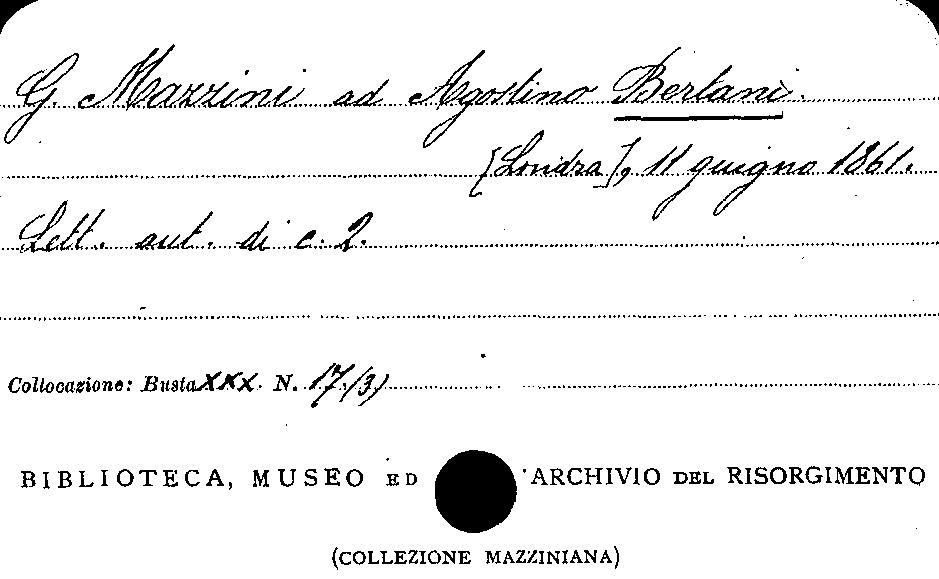 G. Mazzini ad Agostino Bertani.
[Londra], 11 giugno 1861.
Lett. aut. di c. 2.
Collocazione: Busta XXX. N. 17/3)
BIBLIOTECA, MUSEO ED ARCHIVIO DEL RISORGIMENTO
(COLLEZIONE MAZZINIANA)